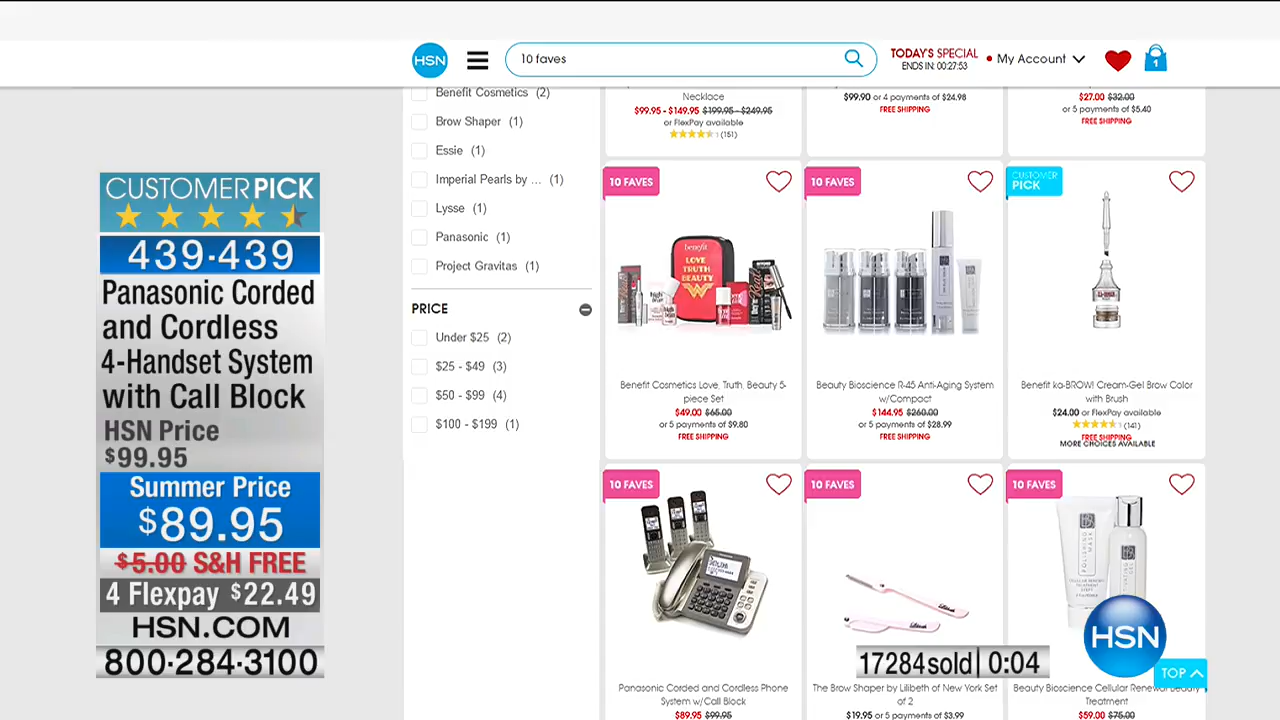 HSN
10 faves
TODAY'S SPECIAL
ENDS IN: 00:27:53
My Account
1
CUSTOMER PICK
439-439
Panasonic Corded
and Cordless
4-Handset System
with Call Block
HSN Price
$99.95
Summer Price
$89.95
$5.00 S&H FREE
4 Flexpay $22.49
HSN.COM
800-284-3100
Benefit Cosmetics (2)
Brow Shaper (1)
Essie (1)
Imperial Pearls by ... (1)
Lysse (1)
Panasonic (1)
Project Gravitas (1)
PRICE
Under $25 (2)
$25 - $49 (3)
$50 - $99 (4)
$100 - $199 (1)
Necklace
$99.95 - $149.95 $199.95 - $249.95
or FlexPay available
(151)
$99.90 or 4 payments of $24.98
FREE SHIPPING
$27.00 $32.00
or 5 payments of $5.40
FREE SHIPPING
10 FAVES
benefit
LOVE
TRUTH
BEAUTY
Benefit Cosmetics Love, Truth, Beauty 5-
piece Set
$49.00 $65.00
or 5 payments of $9.80
FREE SHIPPING
10 FAVES
Beauty Bioscience R-45 Anti-Aging System
w/Compact
$144.95 $260.00
or 5 payments of $28.99
FREE SHIPPING
CUSTOMER
PICK
Benefit ka-BROW! Cream-Gel Brow Color
with Brush
$24.00 or FlexPay available
(141)
FREE SHIPPING
MORE CHOICES AVAILABLE
10 FAVES
Panasonic Corded and Cordless Phone
System w/Call Block
$89.95 $99.95
10 FAVES
The Brow Shaper by Lilibeth of New York Set
of 2
$19.95 or 5 payments of $3.99
10 FAVES
POLISHING
MASK
Beauty Bioscience Cellular Renewal Beauty
Treatment
$59.00 $75.00
17284 sold | 0:04
HSN
TOP